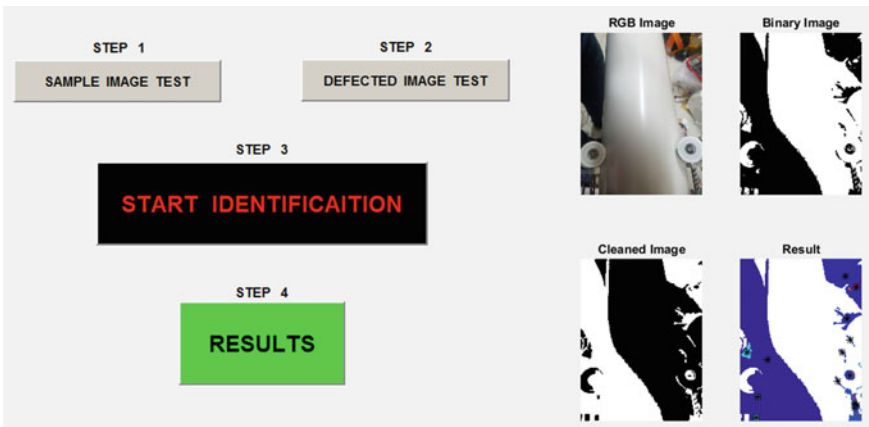 STEP 1
SAMPLE IMAGE TEST
STEP 2
DEFECTED IMAGE TEST
STEP 3
START IDENTIFICAITION
STEP 4
RESULTS
RGB Image
Binary Image
Cleaned Image
Result